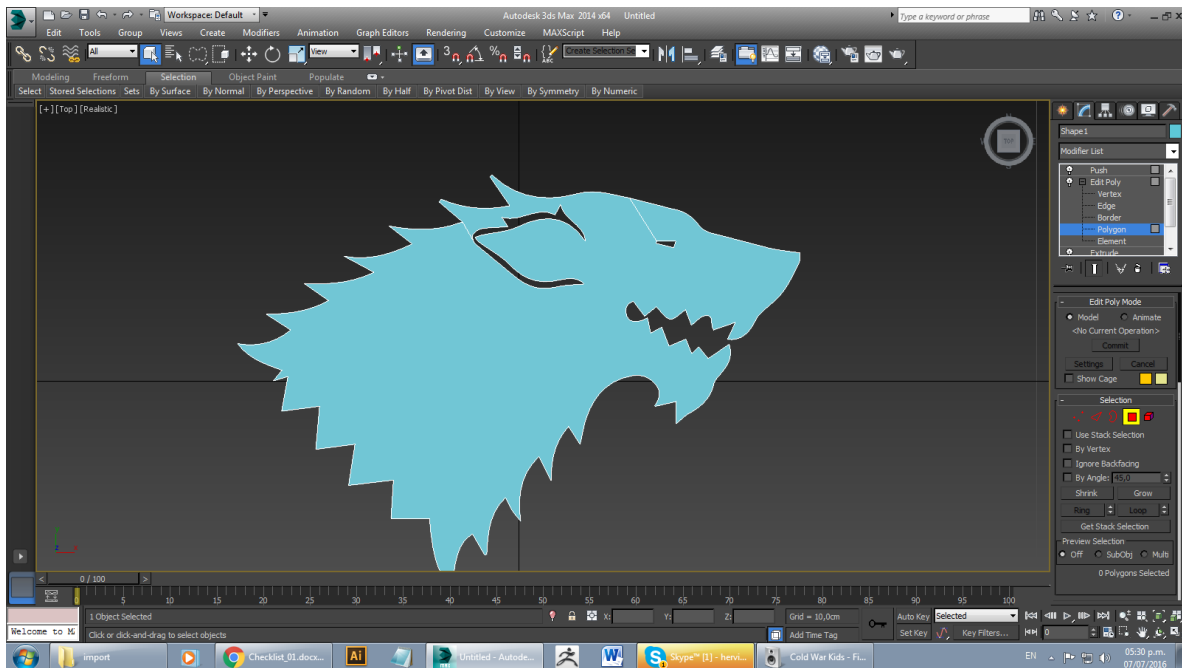 Workspace: Default
Autodesk 3ds Max 2014 x64 Untitled
Type a keyword or phrase
Edit Tools Group Views Create Modifiers Animation Graph Editors Rendering Customize MAXScript Help
All
View
3
Create Selection Se
ABC
Modeling Freeform Selection Object Paint Populate
Select Stored Selections Sets By Surface By Normal By Perspective By Random By Half By Pivot Dist By View By Symmetry By Numeric
[+] [Top] [Realistic]
TOP
Shape1
Modifier List
Push
Edit Poly
Vertex
Edge
Border
Polygon
Element
Extrude
Edit Poly Mode
Model Animate
<No Current Operation>
Commit
Settings Cancel
Show Cage
Selection
Use Stack Selection
By Vertex
Ignore Backfacing
By Angle: 45,0
Shrink Grow
Ring Loop
Get Stack Selection
Preview Selection
Off SubObj Multi
0 Polygons Selected
0 / 100
0 5 10 15 20 25 30 35 40 45 50 55 60 65 70 75 80 85 90 95 100
1 Object Selected
X: Y: Z:
Grid = 10,0cm
Auto Key Selected
Welcome to M
Click or click-and-drag to select objects
Add Time Tag
Set Key Key Filters...
0
import
Checklist_01.docx...
Ai
Untitled - Autode...
W
Skype™ [1] - hervi...
Cold War Kids - Fi...
EN
05:30 p.m.
07/07/2016